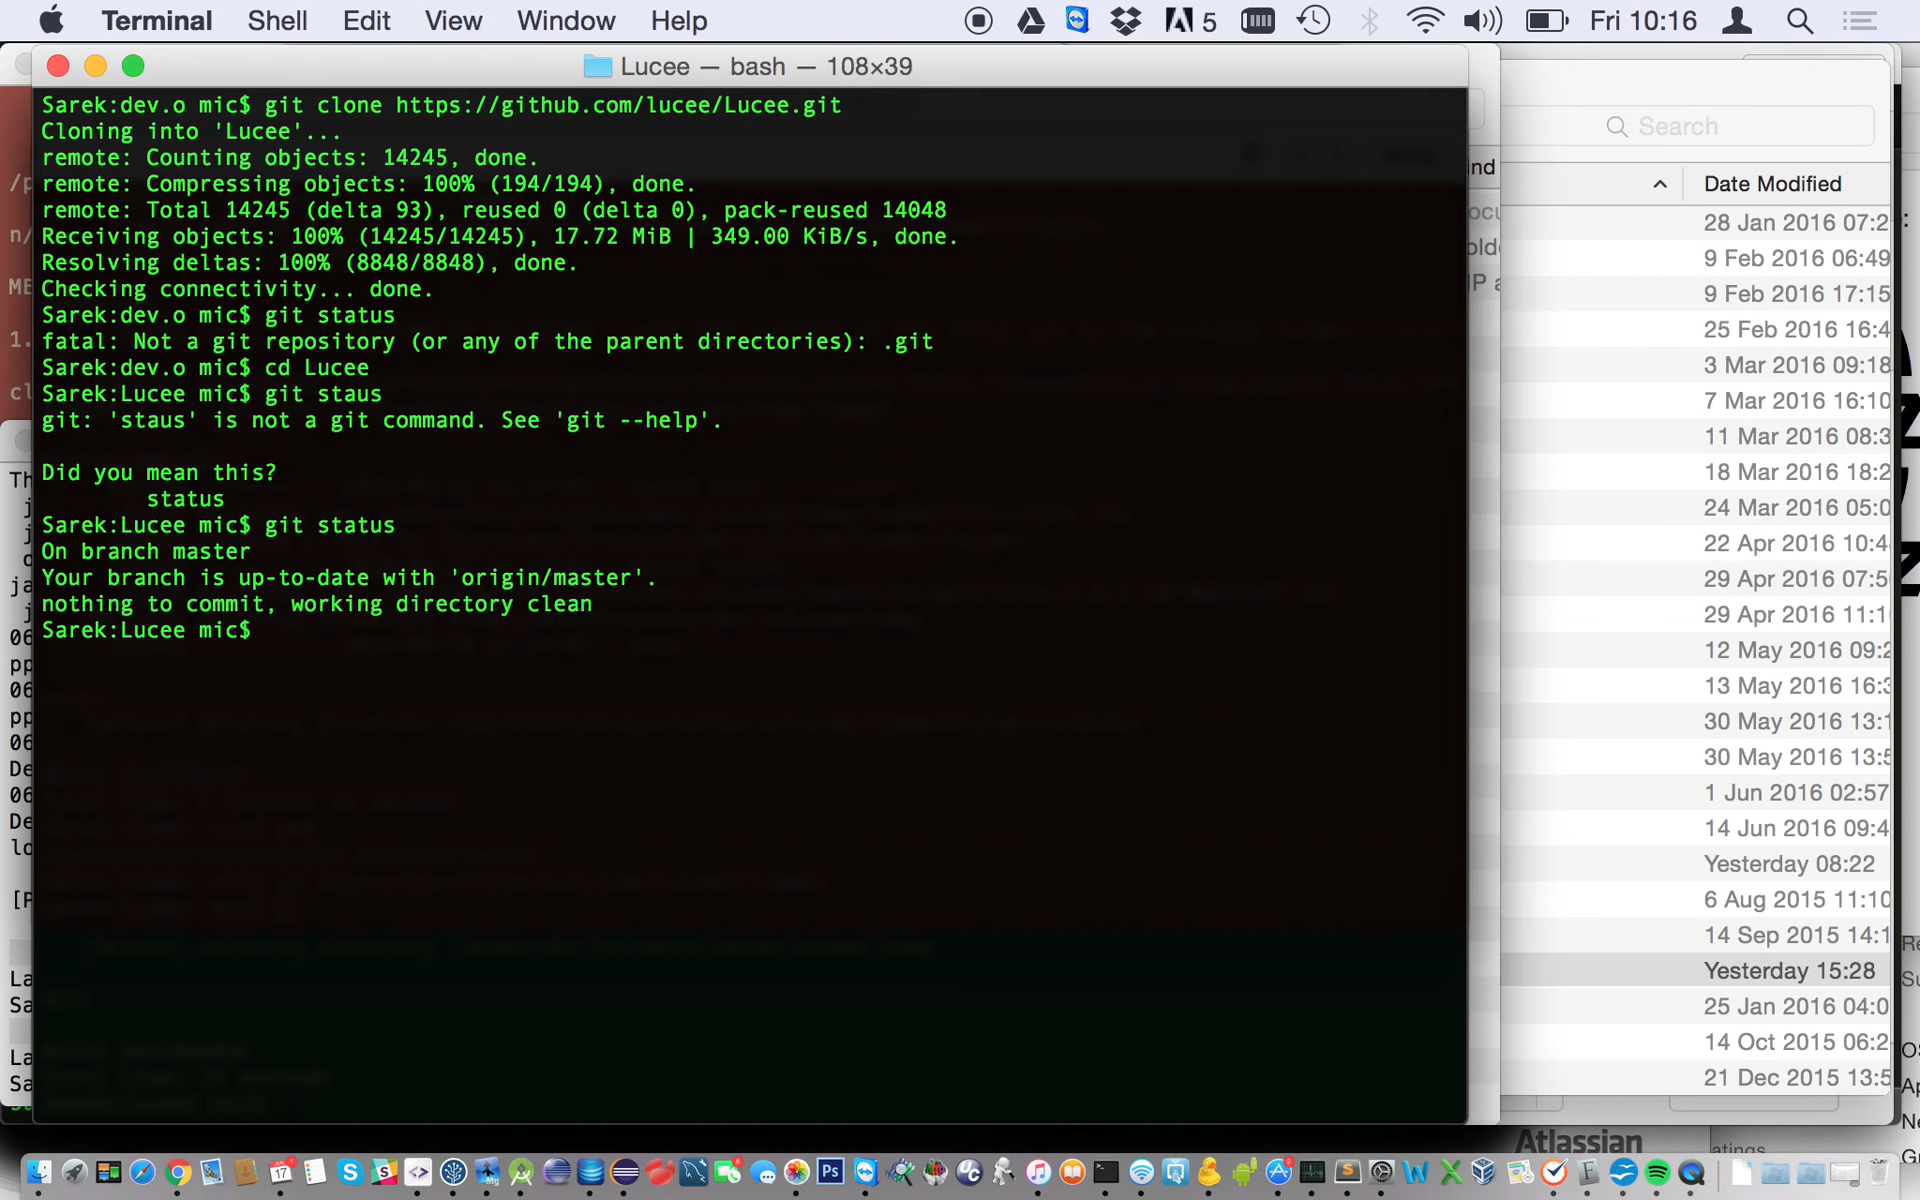 Terminal Shell Edit View Window Help 5 Fri 10:16
Lucee — bash — 108×39
Sarek:dev.o mic$ git clone https://github.com/lucee/Lucee.git
Cloning into 'Lucee'...
remote: Counting objects: 14245, done.
remote: Compressing objects: 100% (194/194), done.
remote: Total 14245 (delta 93), reused 0 (delta 0), pack-reused 14048
Receiving objects: 100% (14245/14245), 17.72 MiB | 349.00 KiB/s, done.
Resolving deltas: 100% (8848/8848), done.
Checking connectivity... done.
Sarek:dev.o mic$ git status
fatal: Not a git repository (or any of the parent directories): .git
Sarek:dev.o mic$ cd Lucee
Sarek:Lucee mic$ git staus
git: 'staus' is not a git command. See 'git --help'.
Did you mean this?
status
Sarek:Lucee mic$ git status
On branch master
Your branch is up-to-date with 'origin/master'.
nothing to commit, working directory clean
Sarek:Lucee mic$
Search
Date Modified
28 Jan 2016 07:2
9 Feb 2016 06:49
9 Feb 2016 17:15
25 Feb 2016 16:4
3 Mar 2016 09:18
7 Mar 2016 16:10
11 Mar 2016 08:3
18 Mar 2016 18:2
24 Mar 2016 05:0
22 Apr 2016 10:4
29 Apr 2016 07:5
29 Apr 2016 11:1
12 May 2016 09:2
13 May 2016 16:3
30 May 2016 13:1
30 May 2016 13:5
1 Jun 2016 02:57
14 Jun 2016 09:4
Yesterday 08:22
6 Aug 2015 11:10
14 Sep 2015 14:1
Yesterday 15:28
25 Jan 2016 04:0
14 Oct 2015 06:2
21 Dec 2015 13:5
Atlassian
atings